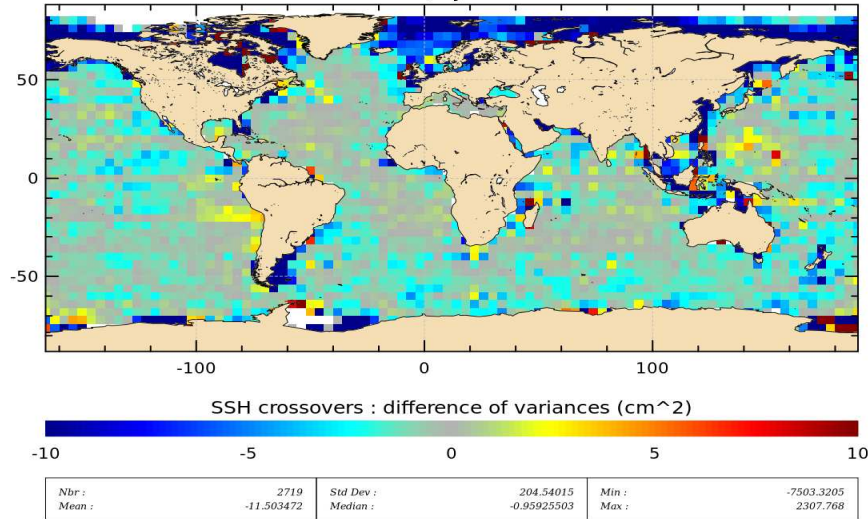 50
0
-50
-100 0 100
SSH crossovers : difference of variances (cm^2)
-10 -5 0 5 10
Nbr : 2719 Std Dev : 204.54015 Min : -7503.3205
Mean : -11.503472 Median : -0.95925503 Max : 2307.768